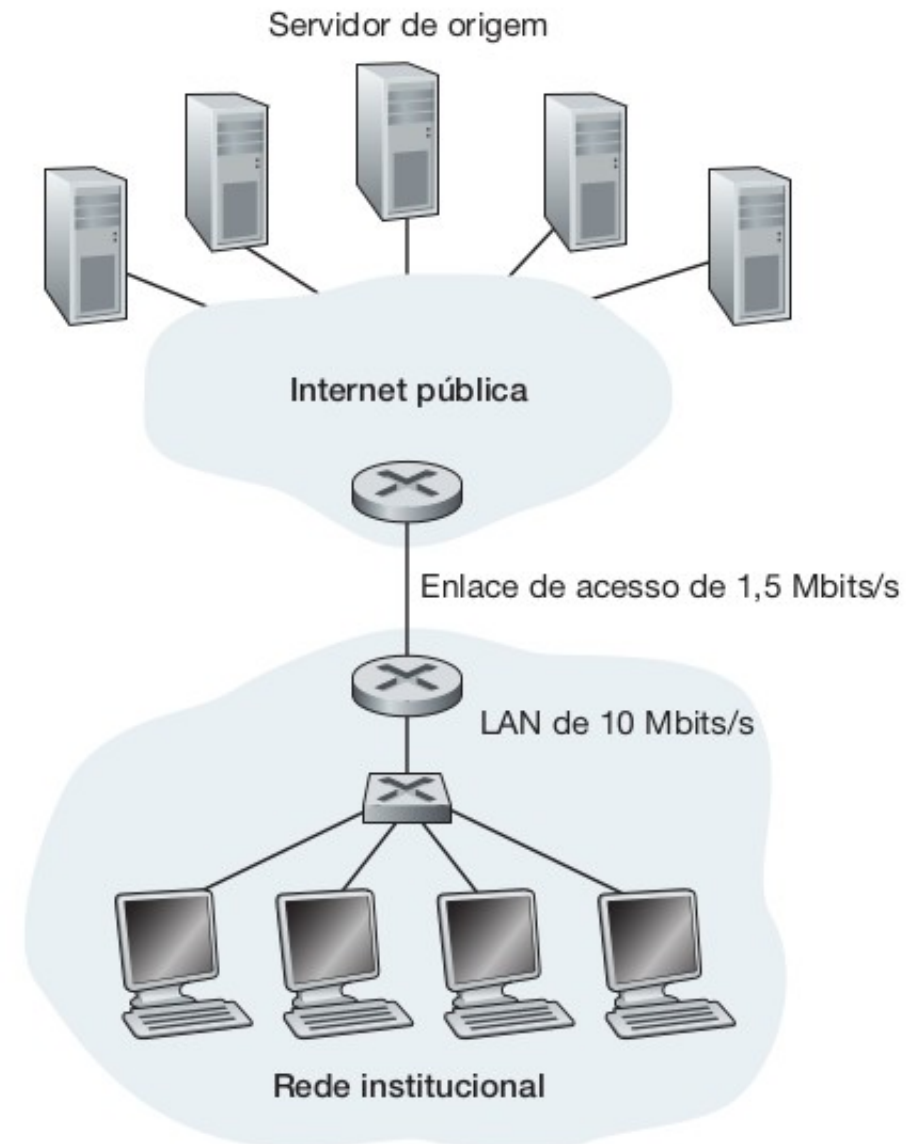 Servidor de origem
Internet pública
Enlace de acesso de 1,5 Mbits/s
LAN de 10 Mbits/s
Rede institucional